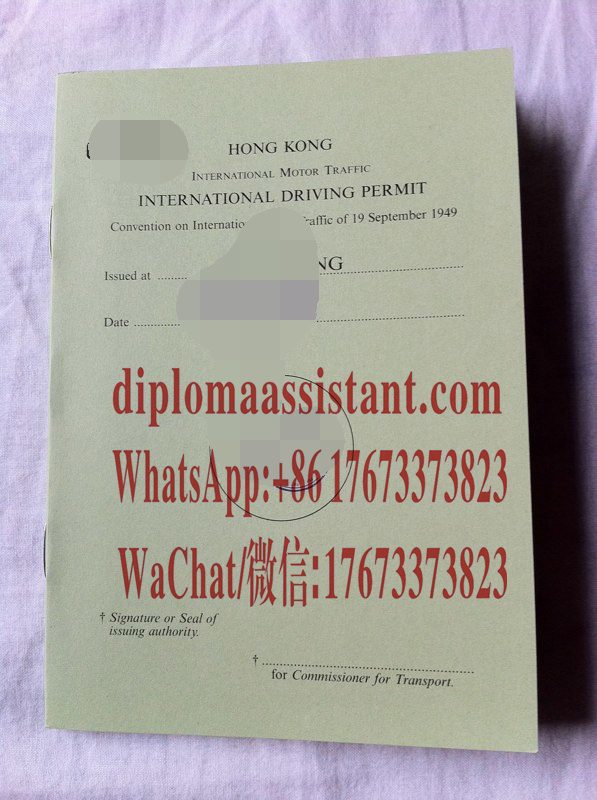 HONG KONG
INTERNATIONAL MOTOR TRAFFIC
INTERNATIONAL DRIVING PERMIT
Convention on Internatio raffic of 19 September 1949
Issued at ......... NG
Date ..............
diplomaassistant.com
WhatsApp:+86 17673373823
WaChat/微信:17673373823
† Signature or Seal of
issuing authority.
†
for Commissioner for Transport.